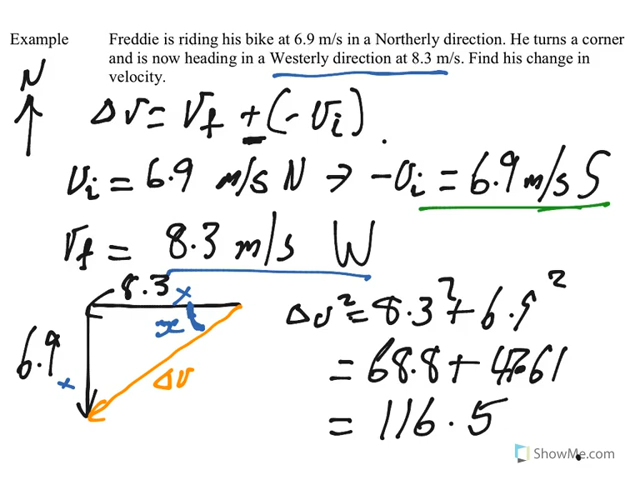 Example Freddie is riding his bike at 6.9 m/s in a Northerly direction. He turns a corner
and is now heading in a Westerly direction at 8.3 m/s. Find his change in
velocity.
N
Δv = Vf + (- Vi)
Vi = 6.9 m/s N → -Vi = 6.9 m/s S
Vf = 8.3 m/s W
8.3
x
x
6.9
x
Δv
Δv² = 8.3² + 6.9²
= 68.8 + 47.61
= 116.5
ShowMe.com